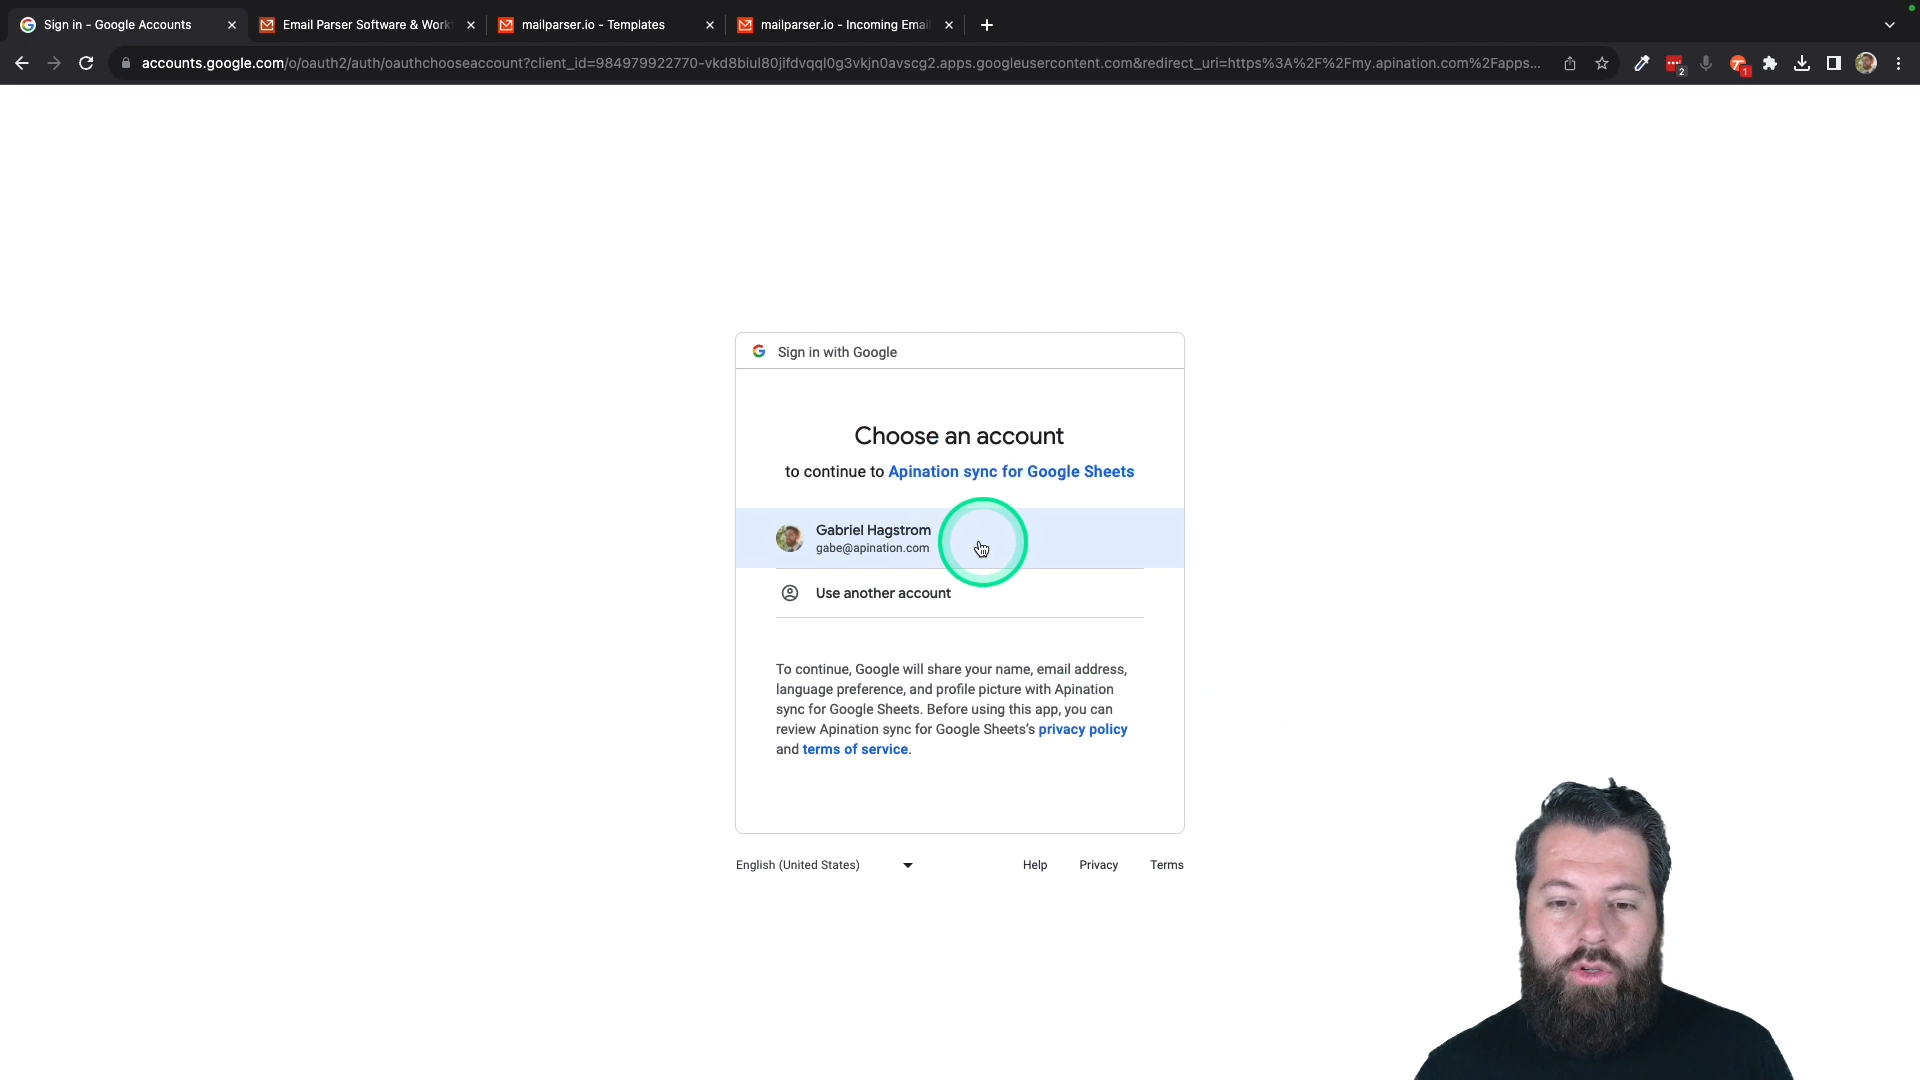 Sign in - Google Accounts
Email Parser Software & Work
mailparser.io - Templates
mailparser.io - Incoming Email
accounts.google.com/o/oauth2/auth/oauthchooseaccount?client_id=984979922770-vkd8biul80jifdvqql0g3vkjn0avscg2.apps.googleusercontent.com&redirect_uri=https%3A%2F%2Fmy.apination.com%2Fapps...
2
1
Sign in with Google
Choose an account
to continue to Apination sync for Google Sheets
Gabriel Hagstrom
gabe@apination.com
Use another account
To continue, Google will share your name, email address,
language preference, and profile picture with Apination
sync for Google Sheets. Before using this app, you can
review Apination sync for Google Sheets's privacy policy
and terms of service.
English (United States)
Help
Privacy
Terms